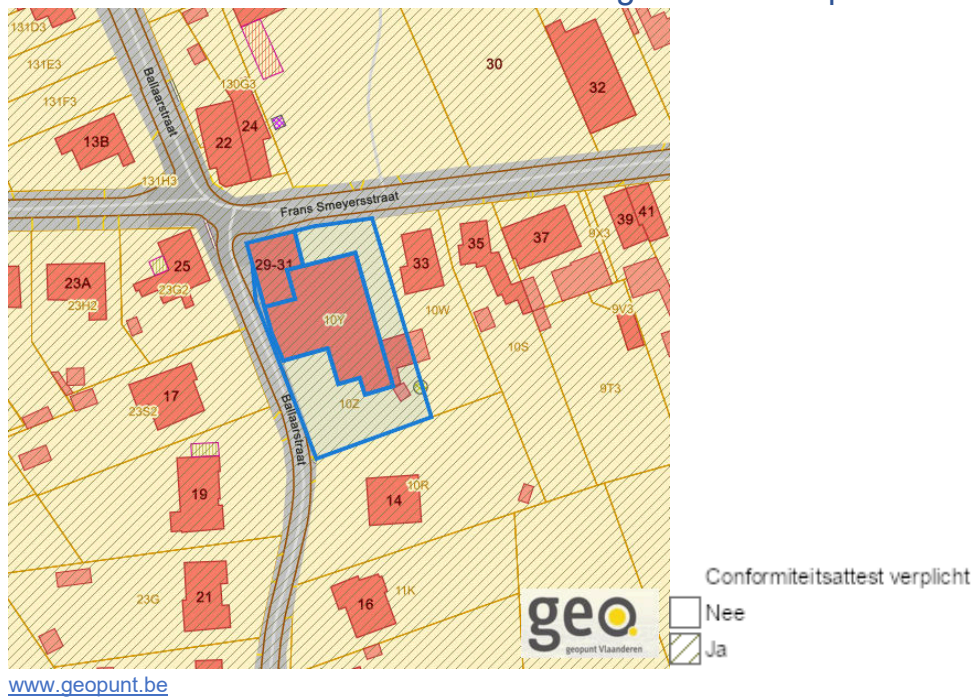 131D3
131E3
131F3
13B
131H3
Ballaarstraat
130G3
22
24
30
32
Frans Smeyersstraat
23A
23H2
25
23G2
29-31
10Y
33
10W
35
37
9X3
39
41
9V3
10S
9T3
17
23S2
10Z
Ballaarstraat
19
14
10R
23G
21
16
11K
geo
geopunt Vlaanderen
Conformiteitsattest verplicht
Nee
Ja
www.geopunt.be